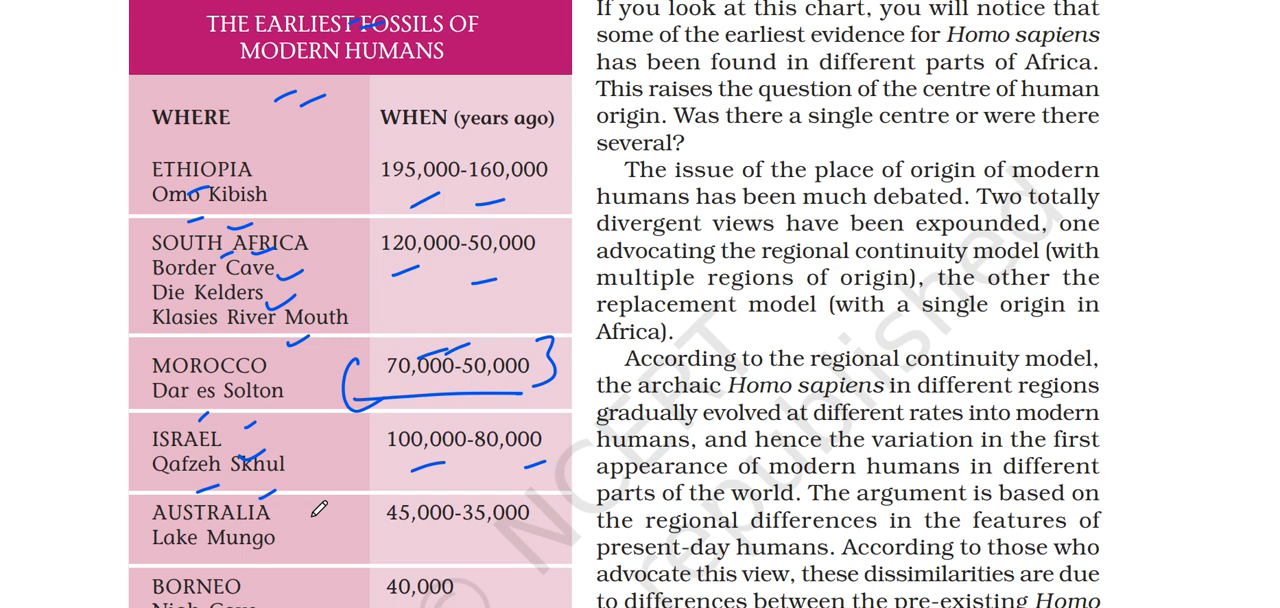 THE EARLIEST FOSSILS OF
MODERN HUMANS
WHERE WHEN (years ago)
ETHIOPIA 195,000-160,000
Omo Kibish
SOUTH AFRICA 120,000-50,000
Border Cave
Die Kelders
Klasies River Mouth
MOROCCO 70,000-50,000
Dar es Solton
ISRAEL 100,000-80,000
Qafzeh Skhul
AUSTRALIA 45,000-35,000
Lake Mungo
BORNEO 40,000
If you look at this chart, you will notice that
some of the earliest evidence for Homo sapiens
has been found in different parts of Africa.
This raises the question of the centre of human
origin. Was there a single centre or were there
several?
The issue of the place of origin of modern
humans has been much debated. Two totally
divergent views have been expounded, one
advocating the regional continuity model (with
multiple regions of origin), the other the
replacement model (with a single origin in
Africa).
According to the regional continuity model,
the archaic Homo sapiens in different regions
gradually evolved at different rates into modern
humans, and hence the variation in the first
appearance of modern humans in different
parts of the world. The argument is based on
the regional differences in the features of
present-day humans. According to those who
advocate this view, these dissimilarities are due
to differences between the pre-existing Homo
© NCERT
republished